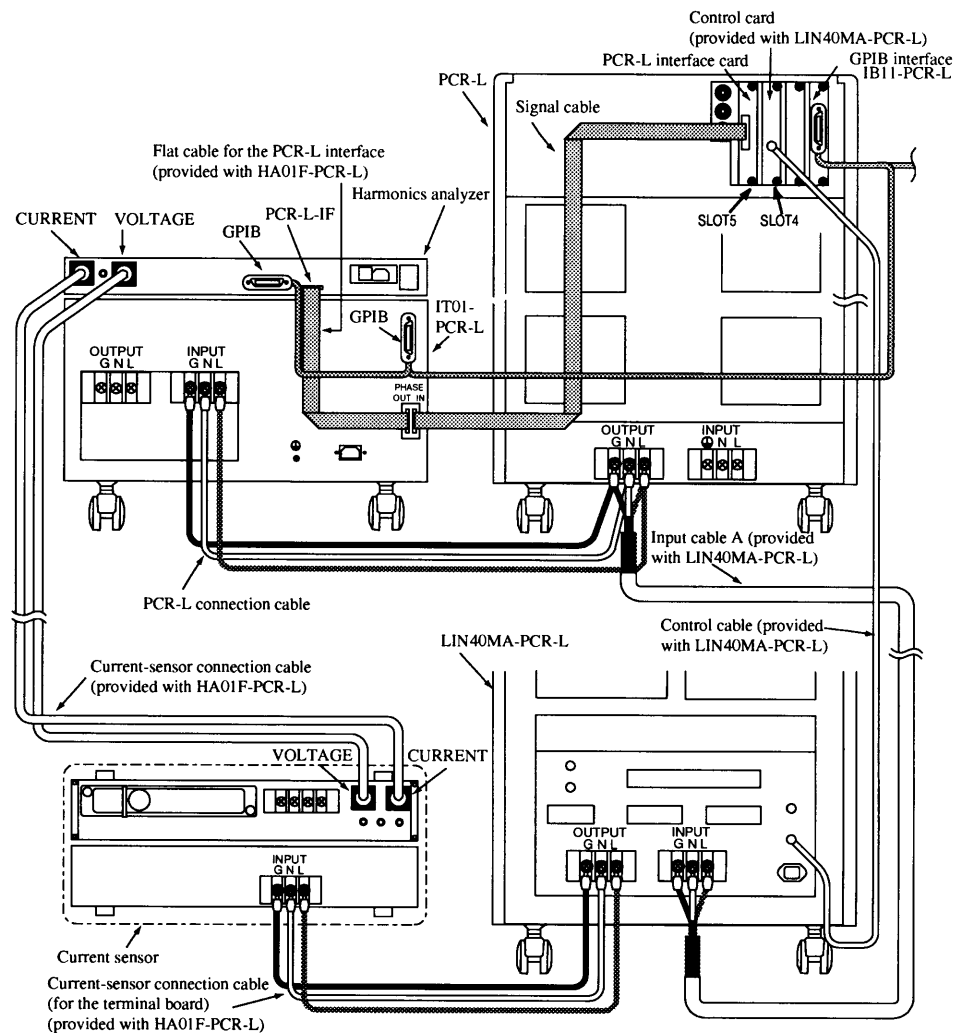 Control card
(provided with LIN40MA-PCR-L)
PCR-L interface card
GPIB interface
IB11-PCR-L
PCR-L
Signal cable
Flat cable for the PCR-L interface
(provided with HA01F-PCR-L)
Harmonics analyzer
PCR-L-IF
CURRENT
VOLTAGE
GPIB
SLOT5
SLOT4
GPIB
IT01-
PCR-L
OUTPUT
G N L
INPUT
G N L
PHASE
OUT IN
OUTPUT
G N L
INPUT
N L
Input cable A (provided
with LIN40MA-PCR-L)
PCR-L connection cable
Control cable (provided
with LIN40MA-PCR-L)
LIN40MA-PCR-L
Current-sensor connection cable
(provided with HA01F-PCR-L)
VOLTAGE
CURRENT
OUTPUT
G N L
INPUT
G N L
INPUT
G N L
Current sensor
Current-sensor connection cable
(for the terminal board)
(provided with HA01F-PCR-L)